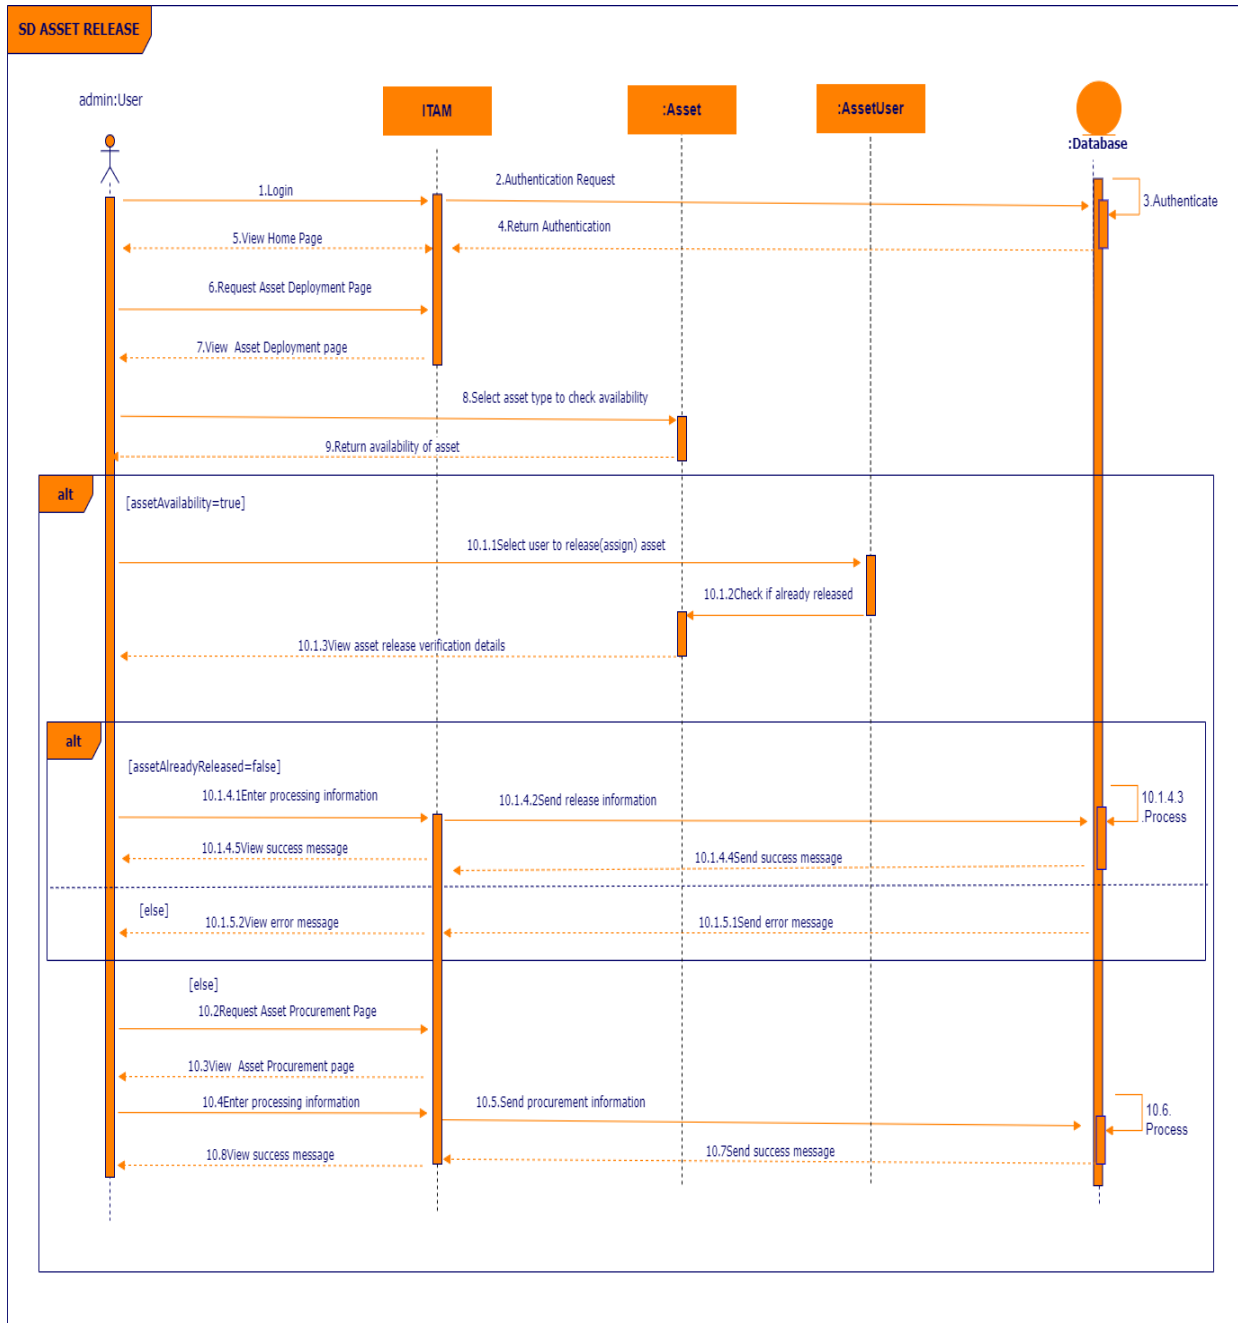 SD ASSET RELEASE
admin:User
ITAM
:Asset
:AssetUser
:Database
1.Login
2.Authentication Request
3.Authenticate
4.Return Authentication
5.View Home Page
6.Request Asset Deployment Page
7.View  Asset Deployment page
8.Select asset type to check availability
9.Return availability of asset
alt
[assetAvailability=true]
10.1.1Select user to release(assign) asset
10.1.2Check if already released
10.1.3View asset release verification details
alt
[assetAlreadyReleased=false]
10.1.4.1Enter processing information
10.1.4.2Send release information
10.1.4.3
.Process
10.1.4.5View success message
10.1.4.4Send success message
[else]
10.1.5.2View error message
10.1.5.1Send error message
[else]
10.2Request Asset Procurement Page
10.3View  Asset Procurement page
10.4Enter processing information
10.5.Send procurement information
10.6.
Process
10.8View success message
10.7Send success message